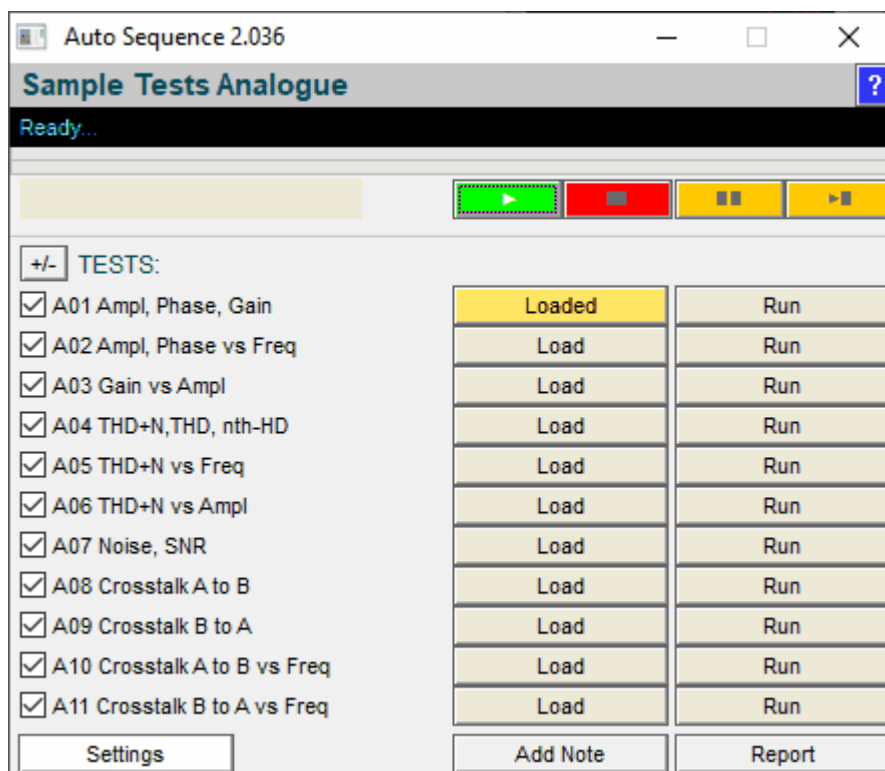 Auto Sequence 2.036
Sample Tests Analogue ?
Ready...
+/- TESTS:
A01 Ampl, Phase, Gain Loaded Run
A02 Ampl, Phase vs Freq Load Run
A03 Gain vs Ampl Load Run
A04 THD+N,THD, nth-HD Load Run
A05 THD+N vs Freq Load Run
A06 THD+N vs Ampl Load Run
A07 Noise, SNR Load Run
A08 Crosstalk A to B Load Run
A09 Crosstalk B to A Load Run
A10 Crosstalk A to B vs Freq Load Run
A11 Crosstalk B to A vs Freq Load Run
Settings Add Note Report